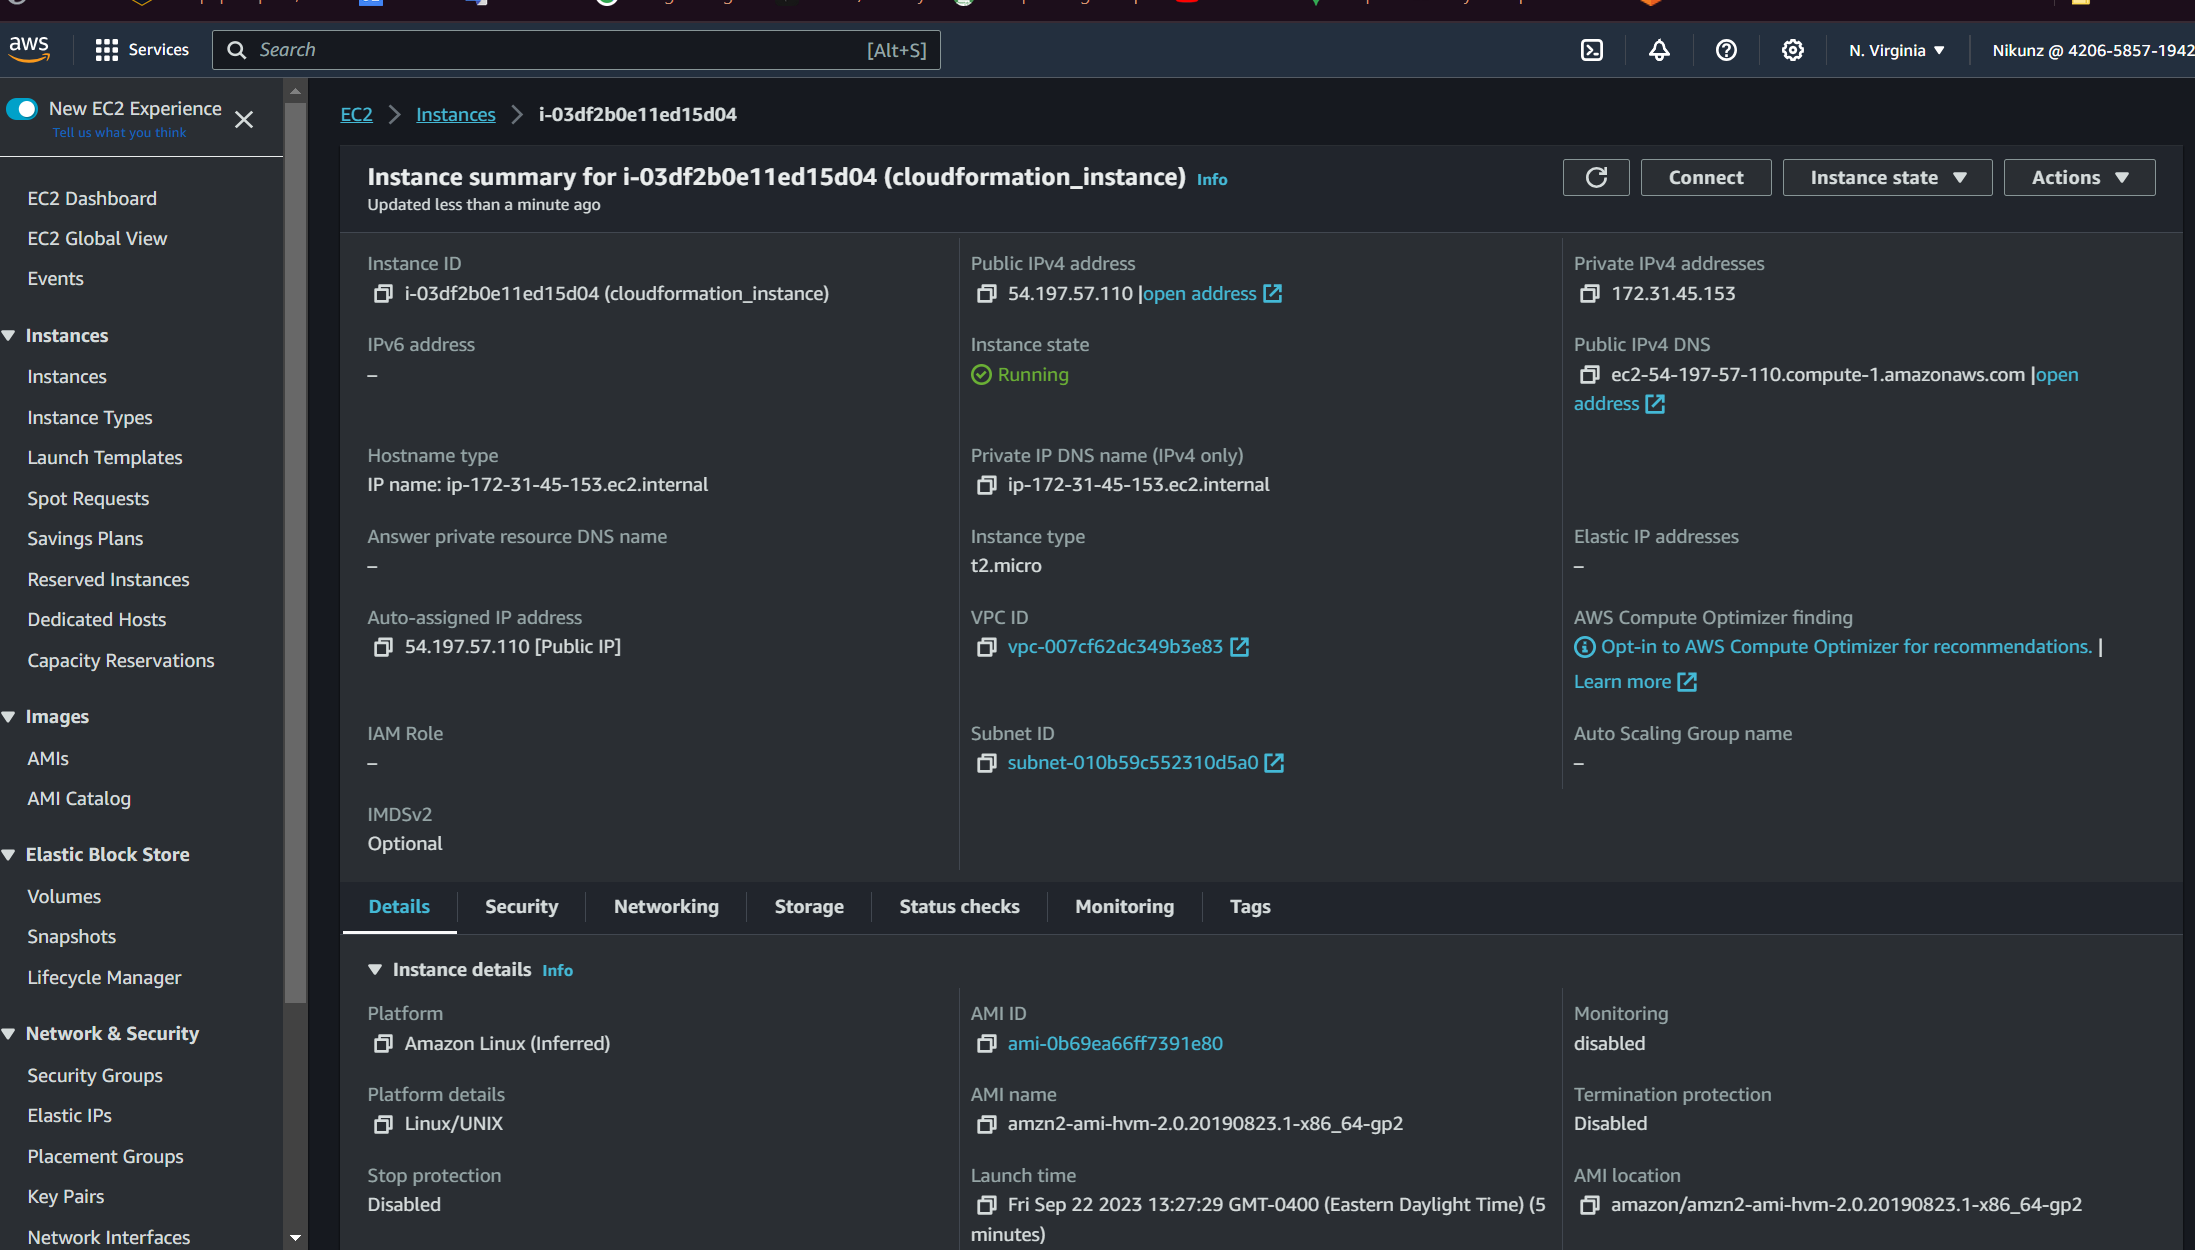 aws
Services
Search
[Alt+S]
N. Virginia
Nikunz @ 4206-5857-1942
New EC2 Experience
Tell us what you think
EC2 Dashboard
EC2 Global View
Events
Instances
Instances
Instance Types
Launch Templates
Spot Requests
Savings Plans
Reserved Instances
Dedicated Hosts
Capacity Reservations
Images
AMIs
AMI Catalog
Elastic Block Store
Volumes
Snapshots
Lifecycle Manager
Network & Security
Security Groups
Elastic IPs
Placement Groups
Key Pairs
Network Interfaces
EC2 > Instances > i-03df2b0e11ed15d04
Instance summary for i-03df2b0e11ed15d04 (cloudformation_instance) Info
Updated less than a minute ago
Connect
Instance state
Actions
Instance ID
i-03df2b0e11ed15d04 (cloudformation_instance)
Public IPv4 address
54.197.57.110 |open address
Private IPv4 addresses
172.31.45.153
IPv6 address
–
Instance state
Running
Public IPv4 DNS
ec2-54-197-57-110.compute-1.amazonaws.com |open
address
Hostname type
IP name: ip-172-31-45-153.ec2.internal
Private IP DNS name (IPv4 only)
ip-172-31-45-153.ec2.internal
Answer private resource DNS name
–
Instance type
t2.micro
Elastic IP addresses
–
Auto-assigned IP address
54.197.57.110 [Public IP]
VPC ID
vpc-007cf62dc349b3e83
AWS Compute Optimizer finding
Opt-in to AWS Compute Optimizer for recommendations. |
Learn more
IAM Role
–
Subnet ID
subnet-010b59c552310d5a0
Auto Scaling Group name
–
IMDSv2
Optional
Details
Security
Networking
Storage
Status checks
Monitoring
Tags
Instance details Info
Platform
Amazon Linux (Inferred)
AMI ID
ami-0b69ea66ff7391e80
Monitoring
disabled
Platform details
Linux/UNIX
AMI name
amzn2-ami-hvm-2.0.20190823.1-x86_64-gp2
Termination protection
Disabled
Stop protection
Disabled
Launch time
Fri Sep 22 2023 13:27:29 GMT-0400 (Eastern Daylight Time) (5
minutes)
AMI location
amazon/amzn2-ami-hvm-2.0.20190823.1-x86_64-gp2